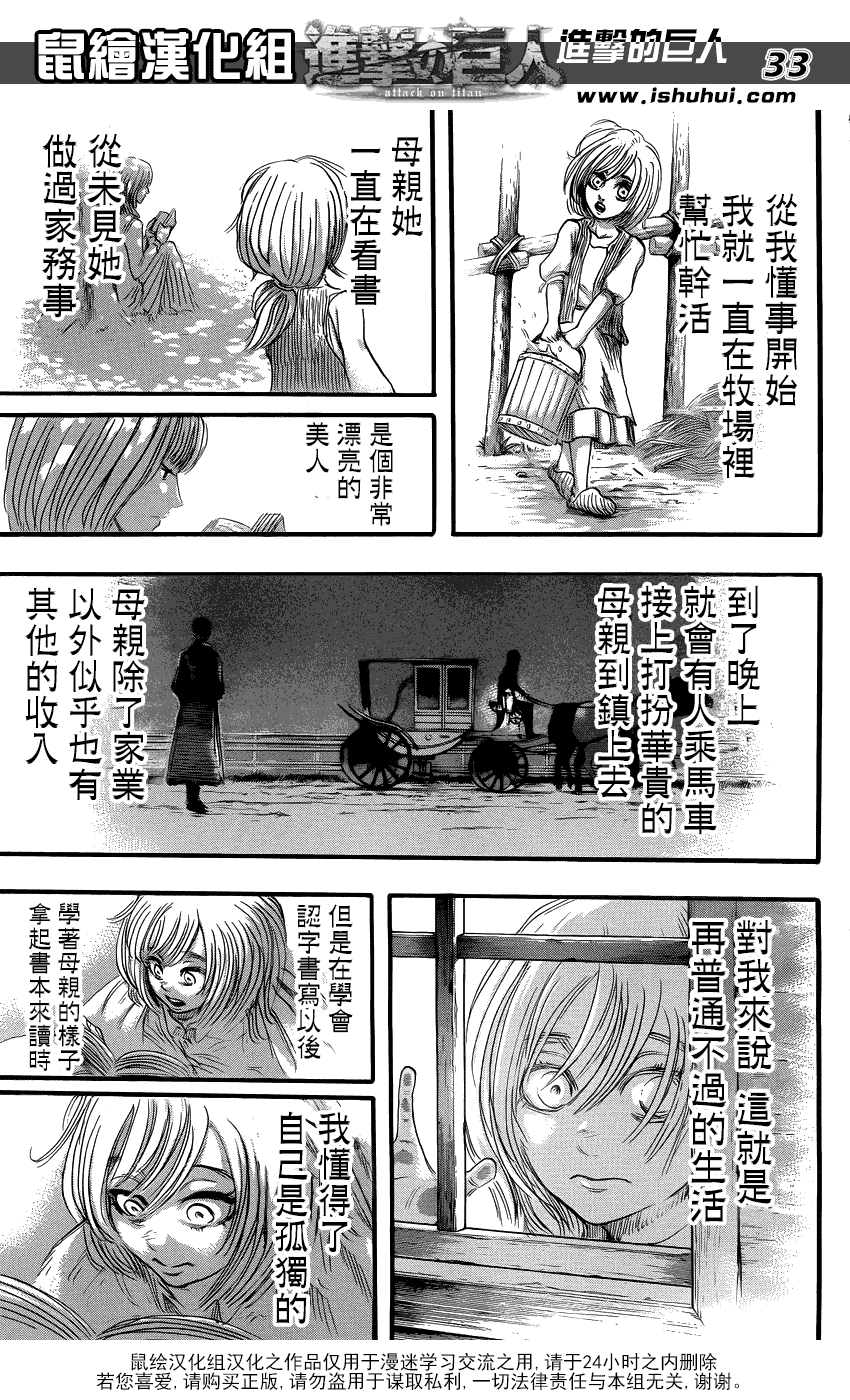 鼠繪漢化組
進撃の巨人
attack on titan
進擊的巨人
33
www.ishuhui.com
從我懂事開始
我就一直在牧場裡
幫忙幹活
母親她
一直在看書
從未見她
做過家務事
是個非常
漂亮的
美人
到了晚上
就會有人乘馬車
接上打扮華貴的
母親到鎮上去
母親除了家業
以外似乎也有
其他的收入
對我來說 這就是
再普通不過的生活
但是在學會
認字書寫以後
學著母親的樣子
拿起書本來讀時
我懂得了
自己是孤獨的
鼠绘汉化组汉化之作品仅用于漫迷学习交流之用, 请于24小时之内删除
若您喜爱, 请购买正版, 请勿盗用于谋取私利, 一切法律责任与本组无关, 谢谢。